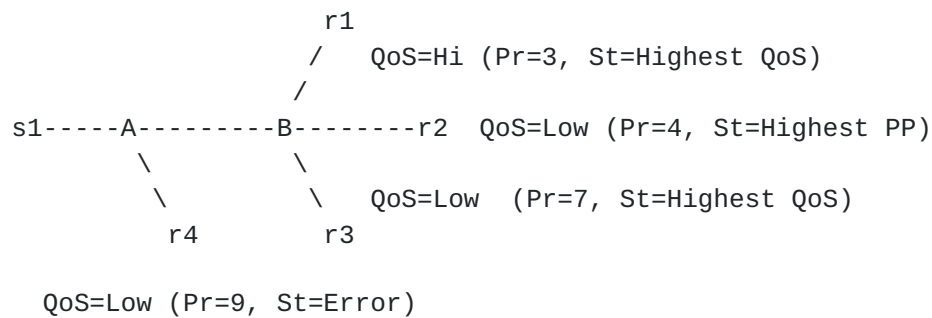 r1
/ QoS=Hi (Pr=3, St=Highest QoS)
/
s1-----A---------B--------r2 QoS=Low (Pr=4, St=Highest PP)
\ \
\ \ QoS=Low (Pr=7, St=Highest QoS)
r4 r3
QoS=Low (Pr=9, St=Error)